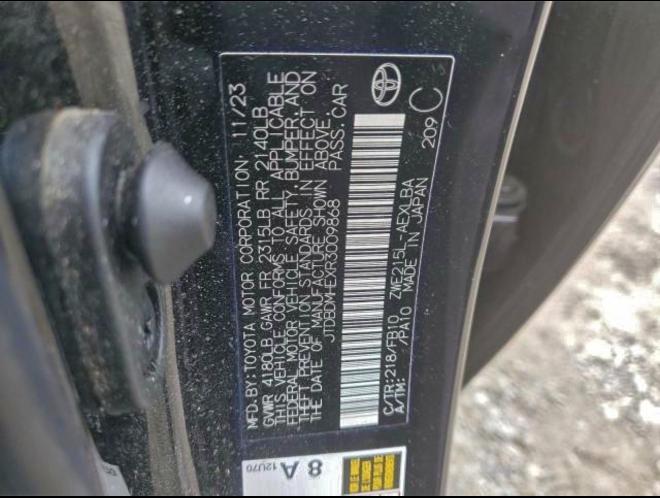 MFD.BY:TOYOTA MOTOR CORPORATION 11/23
GVWR 4180LB GAWR FR 2315LB RR 2140LB
THIS VEHICLE CONFORMS TO ALL APPLICABLE
FEDERAL MOTOR VEHICLE SAFETY, BUMPER, AND
THEFT PREVENTION STANDARDS IN EFFECT ON
THE DATE OF MANUFACTURE SHOWN ABOVE.
JTDBDMHEXR3009868 PASS.CAR
C/TR:218/FB10 ZWE215L-AEXLBA
A/TM: /PA10 MADE IN JAPAN
209 C
8 A
12U70